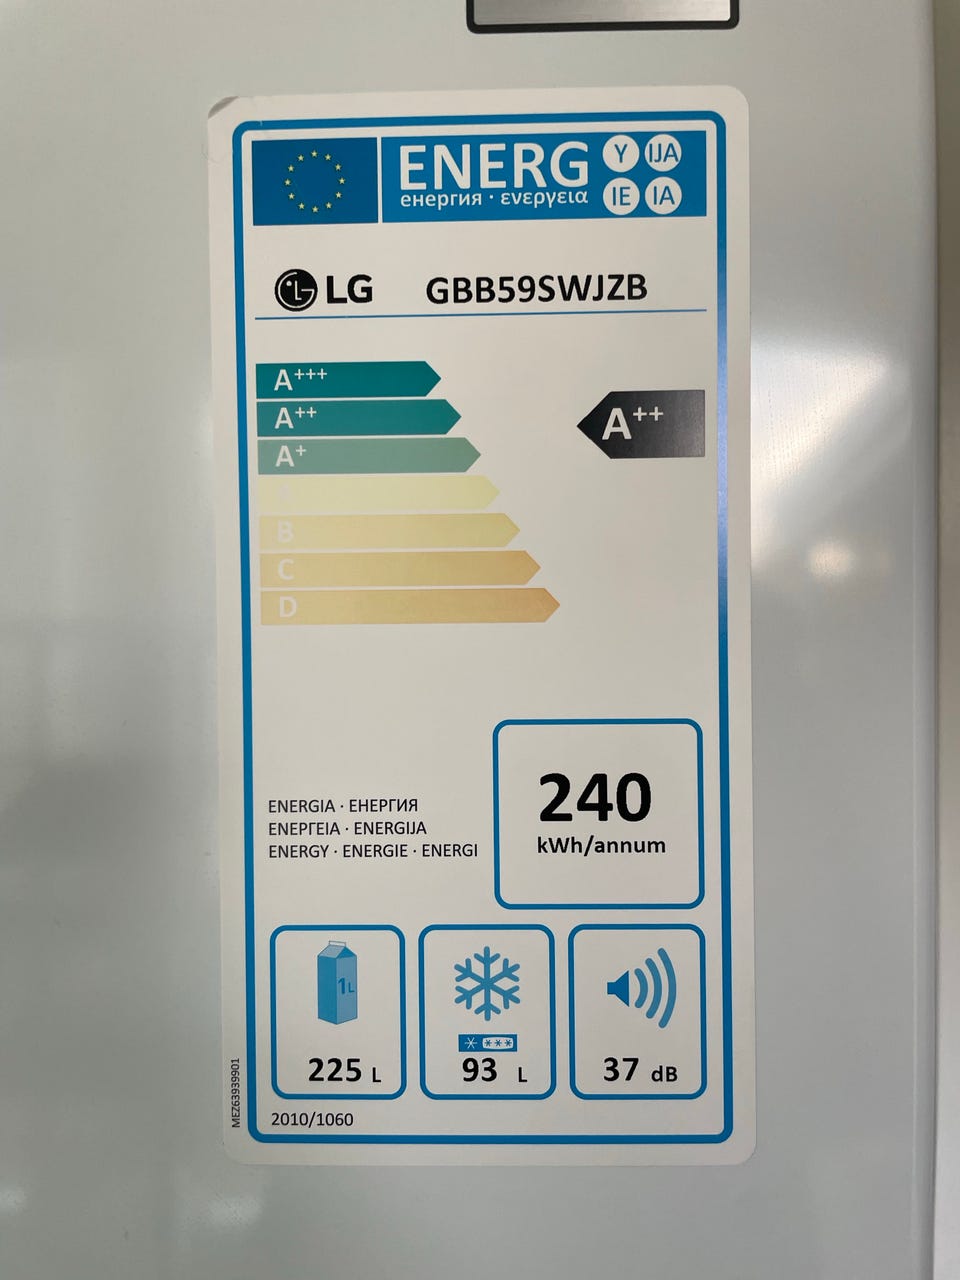 ENERG Y IJA
енергия · ενεργεια IE IA
LG GBB59SWJZB
A+++
A++
A++
A+
A
B
C
D
240
kWh/annum
ENERGIA · ЕНЕРГИЯ
ΕΝΕΡΓΕΙΑ · ENERGIJA
ENERGY · ENERGIE · ENERGI
1L
225 L
93 L
37 dB
MEZ63939901
2010/1060